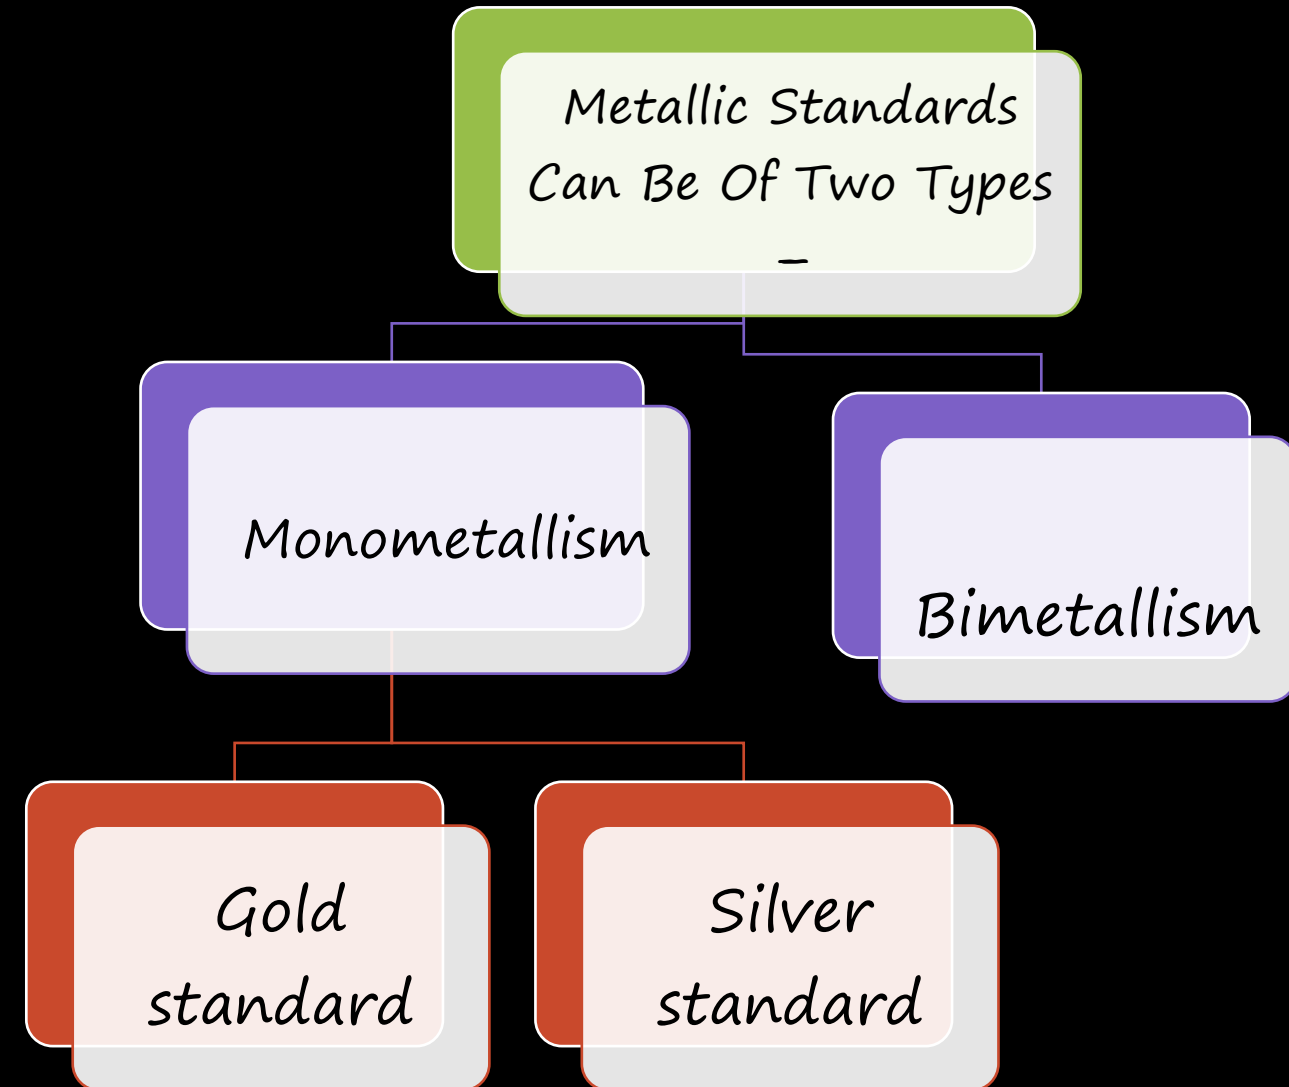 Metallic Standards
Can Be Of Two Types
–
Monometallism
Bimetallism
Gold
standard
Silver
standard